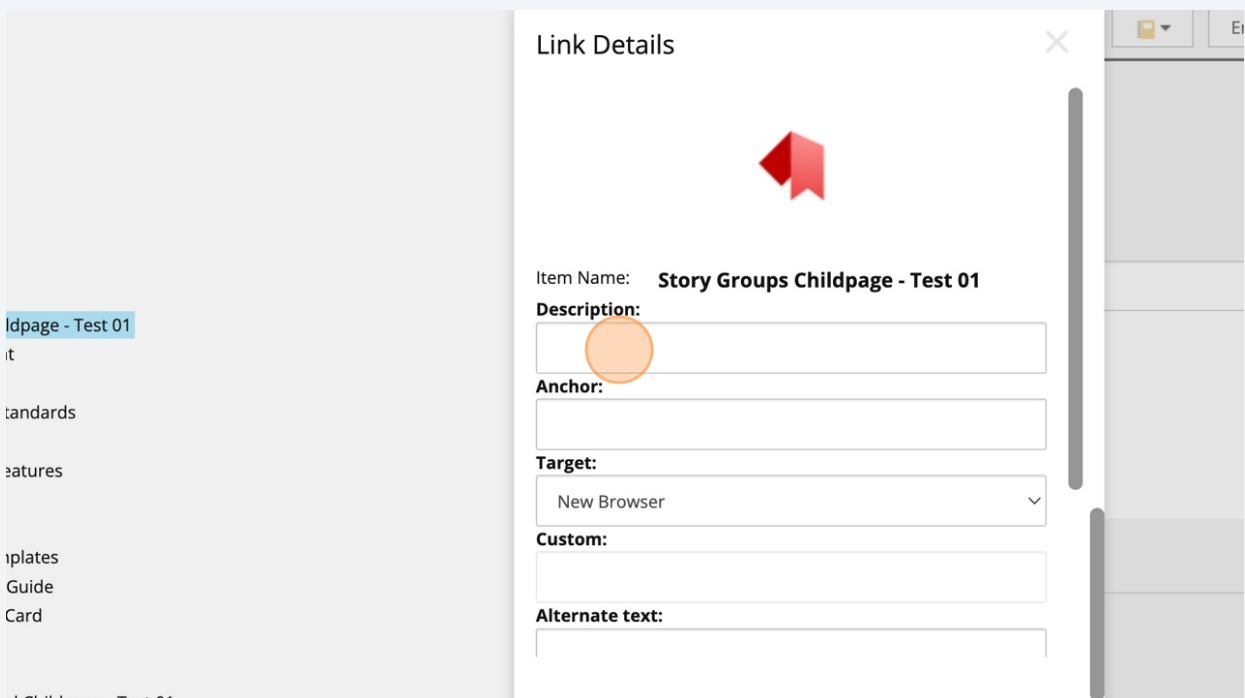 Link Details
Item Name: Story Groups Childpage - Test 01
Description:
Anchor:
Target:
New Browser
Custom:
Alternate text:
ldpage - Test 01
t
tandards
eatures
plates
Guide
Card